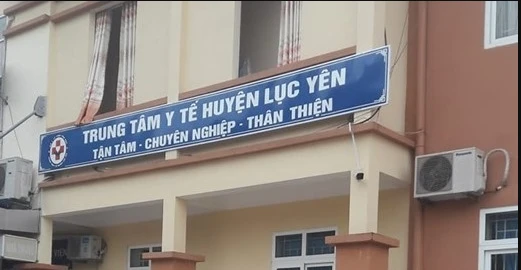 TRUNG TÂM Y TẾ HUYỆN LỤC YÊN
TẬN TÂM - CHUYÊN NGHIỆP - THÂN THIỆN